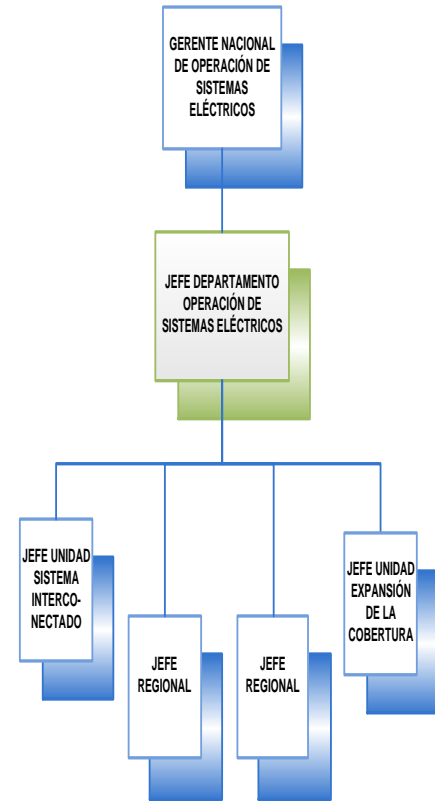 GERENTE NACIONAL
DE OPERACIÓN DE
SISTEMAS
ELÉCTRICOS
JEFE DEPARTAMENTO
OPERACIÓN DE
SISTEMAS ELÉCTRICOS
JEFE UNIDAD
SISTEMA
INTERCO-
NECTADO
JEFE
REGIONAL
JEFE
REGIONAL
JEFE UNIDAD
EXPANSIÓN
DE LA
COBERTURA